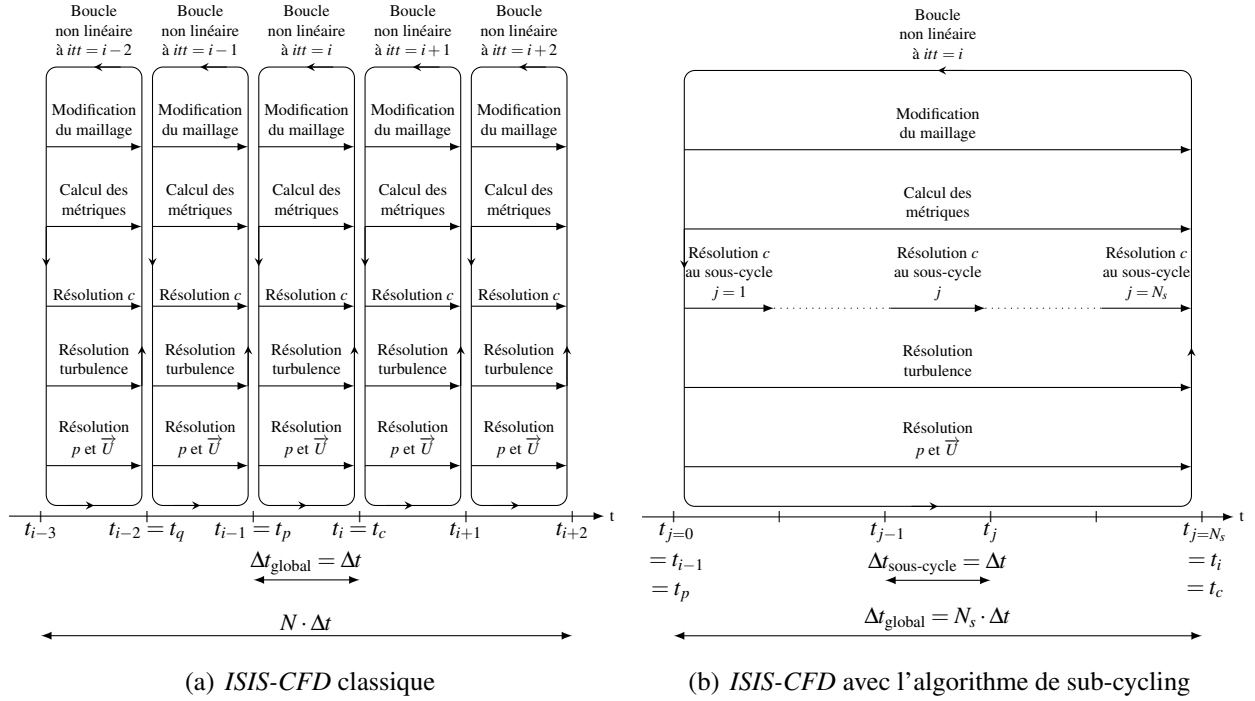 Boucle
non linéaire
à itt = i − 2
Boucle
non linéaire
à itt = i − 1
Boucle
non linéaire
à itt = i
Boucle
non linéaire
à itt = i + 1
Boucle
non linéaire
à itt = i + 2
Modification
du maillage
Modification
du maillage
Modification
du maillage
Modification
du maillage
Modification
du maillage
Calcul des
métriques
Calcul des
métriques
Calcul des
métriques
Calcul des
métriques
Calcul des
métriques
Résolution c
Résolution c
Résolution c
Résolution c
Résolution c
Résolution
turbulence
Résolution
turbulence
Résolution
turbulence
Résolution
turbulence
Résolution
turbulence
Résolution
p et U⃗
Résolution
p et U⃗
Résolution
p et U⃗
Résolution
p et U⃗
Résolution
p et U⃗
t
t_{i−3}
t_{i−2} = t_q
t_{i−1} = t_p
t_i = t_c
t_{i+1}
t_{i+2}
Δt_{global} = Δt
N · Δt
(a) ISIS-CFD classique
Boucle
non linéaire
à itt = i
Modification
du maillage
Calcul des
métriques
Résolution c
au sous-cycle
j = 1
Résolution c
au sous-cycle
j
Résolution c
au sous-cycle
j = N_s
Résolution
turbulence
Résolution
p et U⃗
t
t_{j=0}
= t_{i−1}
= t_p
t_{j−1}
t_j
t_{j=N_s}
= t_i
= t_c
Δt_{sous-cycle} = Δt
Δt_{global} = N_s · Δt
(b) ISIS-CFD avec l'algorithme de sub-cycling